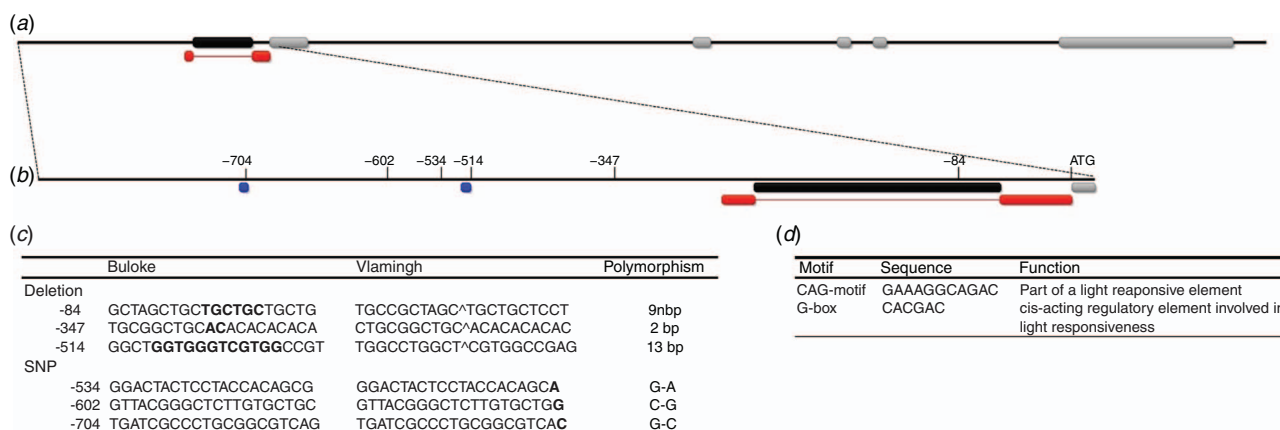 (a)
−704 −602 −534 −514 −347 −84 ATG
(b)
(c)
Buloke Vlamingh Polymorphism
Deletion
-84 GCTAGCTGCTGCTGCTGCTG TGCCGCTAGC^TGCTGCTCCT 9nbp
-347 TGCGGCTGCACACACACACA CTGCGGCTGC^ACACACACAC 2 bp
-514 GGCTGGTGGGTCGTGGCCGT TGGCCTGGCT^CGTGGCCGAG 13 bp
SNP
-534 GGACTACTCCTACCACAGCG GGACTACTCCTACCACAGCA G-A
-602 GTTACGGGCTCTTGTGCTGC GTTACGGGCTCTTGTGCTGG C-G
-704 TGATCGCCCTGCGGCGTCAG TGATCGCCCTGCGGCGTCAC G-C
(d)
Motif Sequence Function
CAG-motif GAAAGGCAGAC Part of a light reaponsive element
G-box CACGAC cis-acting regulatory element involved in
light responsiveness